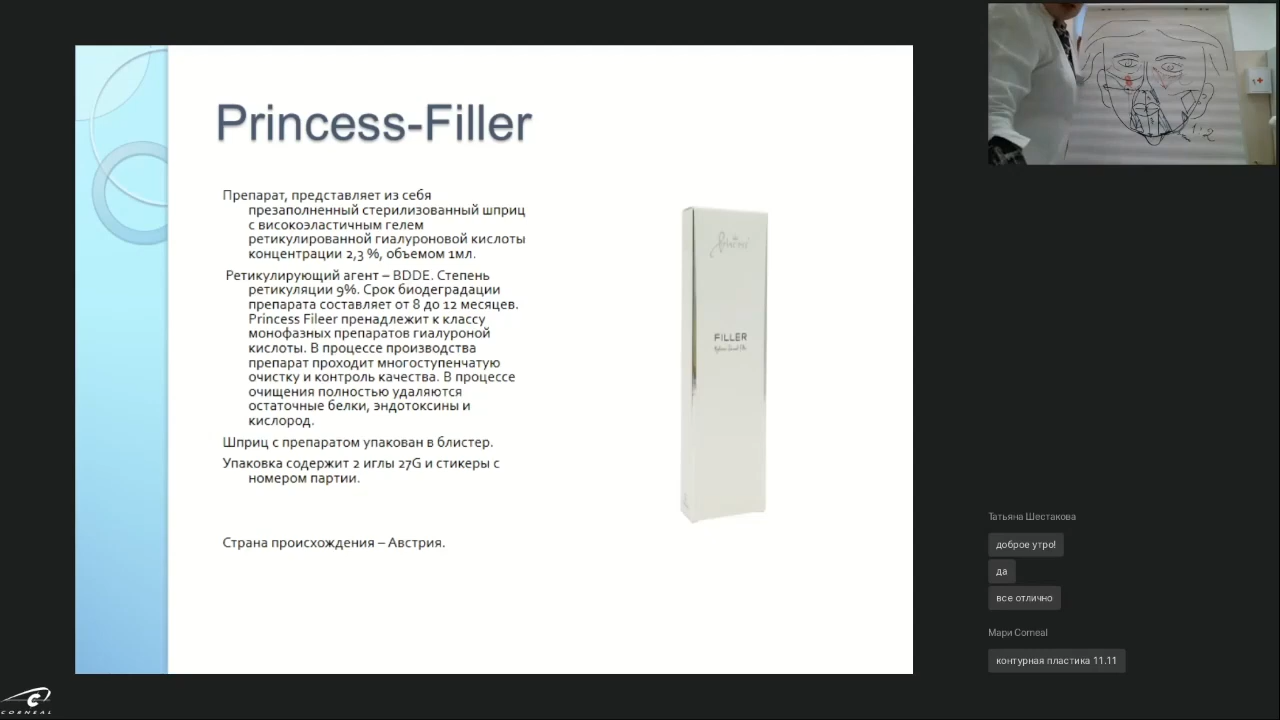 Princess-Filler
Препарат, представляет из себя
презаполненный стерилизованный шприц
с високоэластичным гелем
ретикулированной гиалуроновой кислоты
концентрации 2,3 %, объемом 1мл.
Ретикулирующий агент – BDDE. Степень
ретикуляции 9%. Срок биодеградации
препарата составляет от 8 до 12 месяцев.
Princess Fileer пренадлежит к классу
монофазных препаратов гиалуроной
кислоты. В процессе производства
препарат проходит многоступенчатую
очистку и контроль качества. В процессе
очищения полностью удаляются
остаточные белки, эндотоксины и
кислород.
Шприц с препаратом упакован в блистер.
Упаковка содержит 2 иглы 27G и стикеры с
номером партии.
Страна происхождения – Австрия.
FILLER
Татьяна Шестакова
доброе утро!
да
все отлично
Мари Corneal
контурная пластика 11.11
CORNEAL